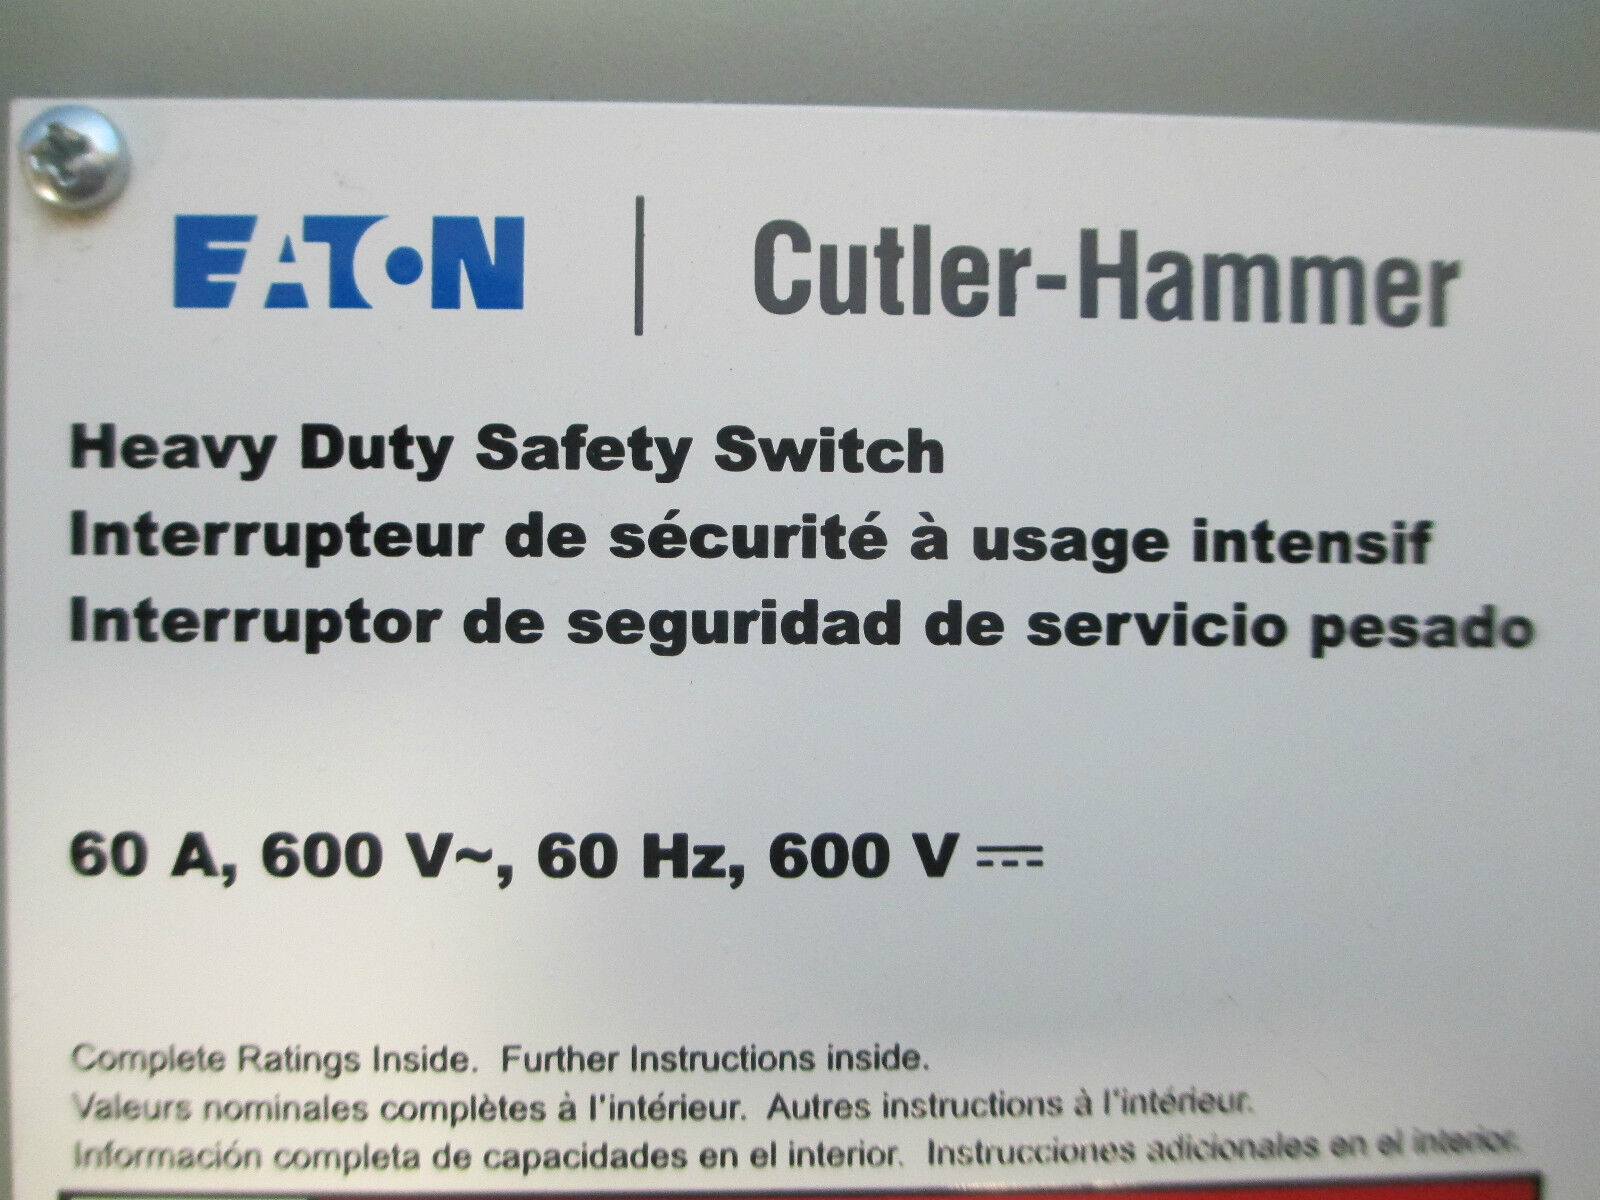 EATON | Cutler-Hammer
Heavy Duty Safety Switch
Interrupteur de sécurité à usage intensif
Interruptor de seguridad de servicio pesado
60 A, 600 V~, 60 Hz, 600 V ⎓
Complete Ratings Inside. Further Instructions inside.
Valeurs nominales complètes à l'intérieur. Autres instructions à l'intérieur.
Información completa de capacidades en el interior. Instrucciones adicionales en el interior.